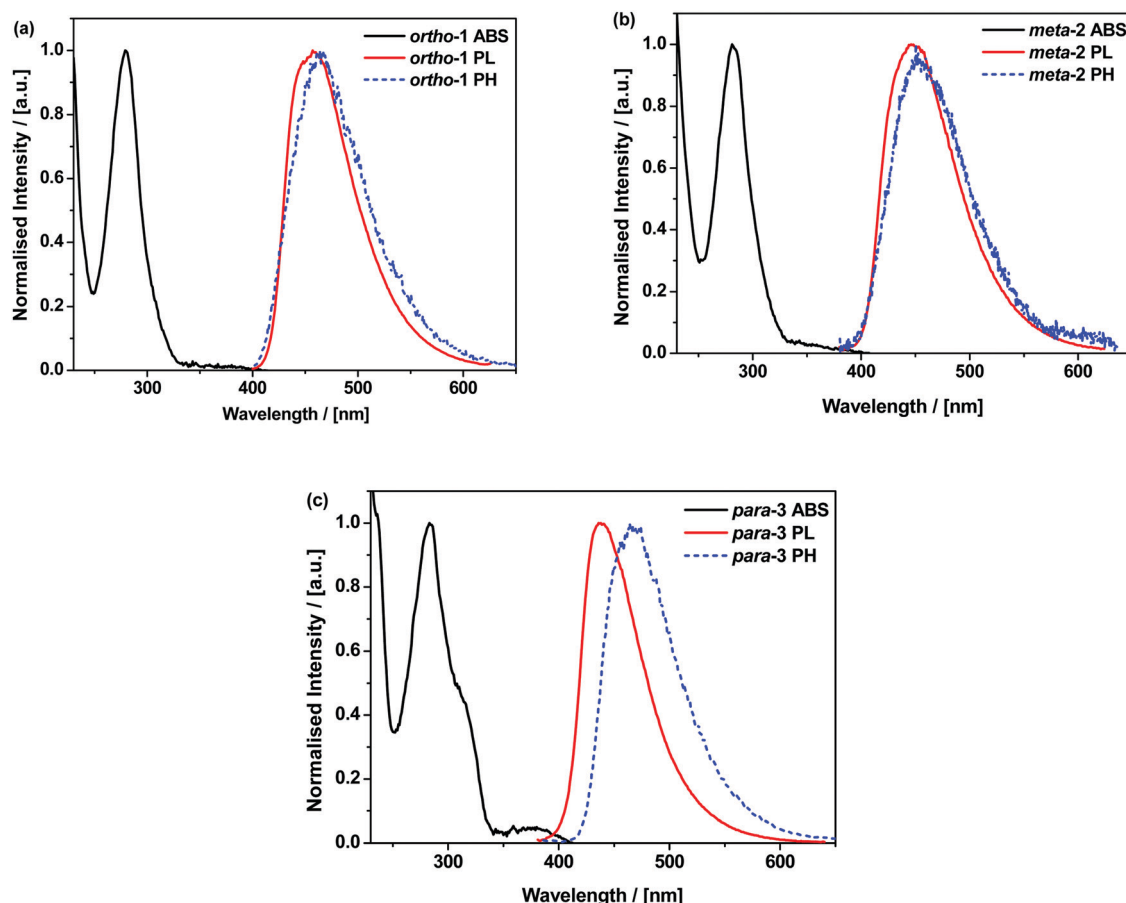 (a)
ortho-1 ABS
ortho-1 PL
ortho-1 PH
Normalised Intensity / [a.u.]
1.0
0.8
0.6
0.4
0.2
0.0
300 400 500 600
Wavelength / [nm]
(b)
meta-2 ABS
meta-2 PL
meta-2 PH
Normalised Intensity / [a.u.]
1.0
0.8
0.6
0.4
0.2
0.0
300 400 500 600
Wavelength / [nm]
(c)
para-3 ABS
para-3 PL
para-3 PH
Normalised Intensity / [a.u.]
1.0
0.8
0.6
0.4
0.2
0.0
300 400 500 600
Wavelength / [nm]